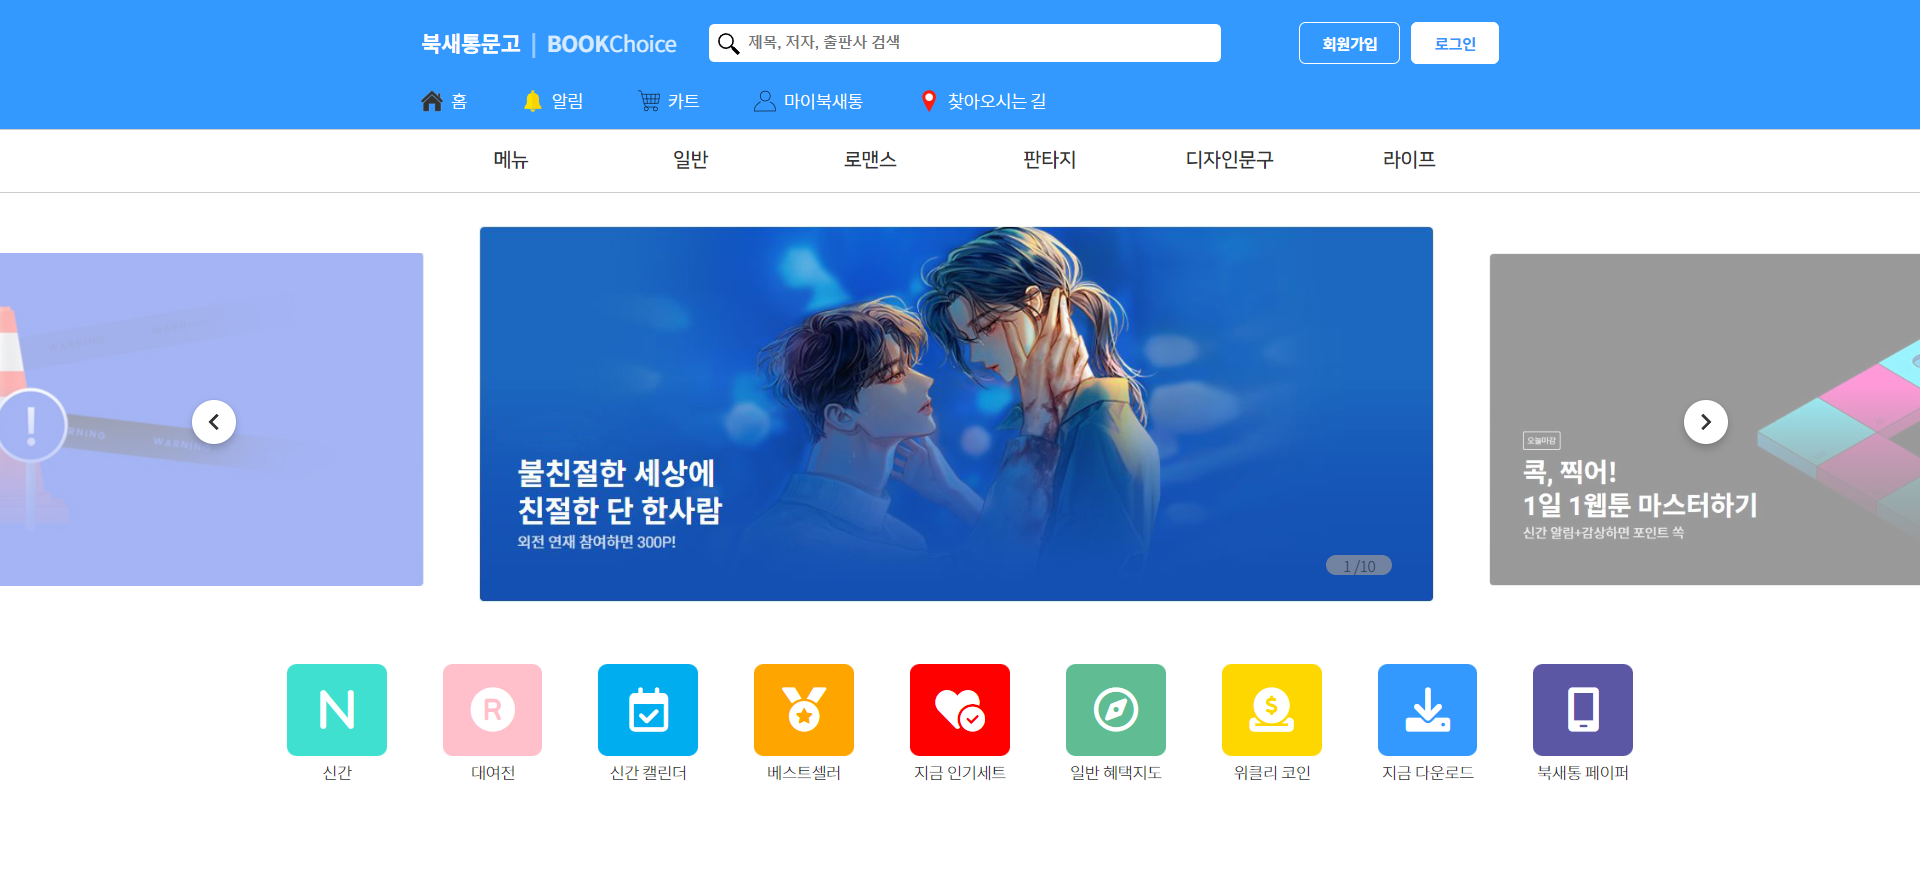 북새통문고 | BOOKChoice
제목, 저자, 출판사 검색
회원가입
로그인
홈
알림
카트
마이북새통
찾아오시는 길
메뉴
일반
로맨스
판타지
디자인문구
라이프
WARNING
WARNING
WARNING
WARNING
!
불친절한 세상에
친절한 단 한사람
외전 연재 참여하면 300P!
1 /10
오늘마감
콕, 찍어!
1일 1웹툰 마스터하기
신간 알림+감상하면 포인트 쏙
N
R
$
신간
대여전
신간 캘린더
베스트셀러
지금 인기세트
일반 혜택지도
위클리 코인
지금 다운로드
북새통 페이퍼